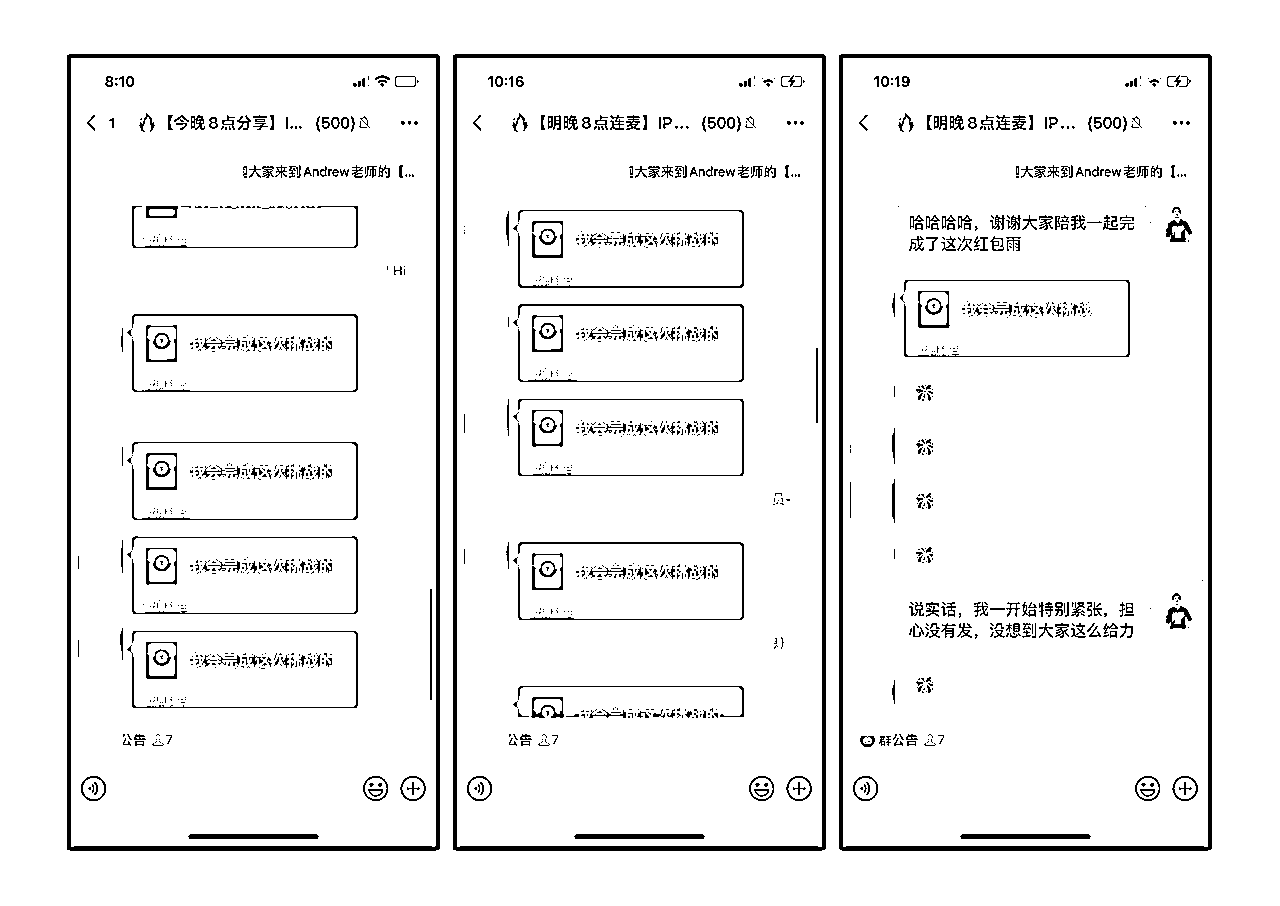 8:10
1 【今晚8点分享】I... (500)
大家来到Andrew老师的【...
Hi
我会完成这次挑战的
我会完成这次挑战的
我会完成这次挑战的
我会完成这次挑战的
公告 7
10:16
【明晚8点连麦】IP... (500)
大家来到Andrew老师的【...
我会完成这次挑战的
我会完成这次挑战的
我会完成这次挑战的
我会完成这次挑战的
我会完成这次挑战的
公告 7
10:19
【明晚8点连麦】IP... (500)
大家来到Andrew老师的【...
哈哈哈哈，谢谢大家陪我一起完
成了这次红包雨
我会完成这次挑战
说实话，我一开始特别紧张，担
心没有发，没想到大家这么给力
群公告 7